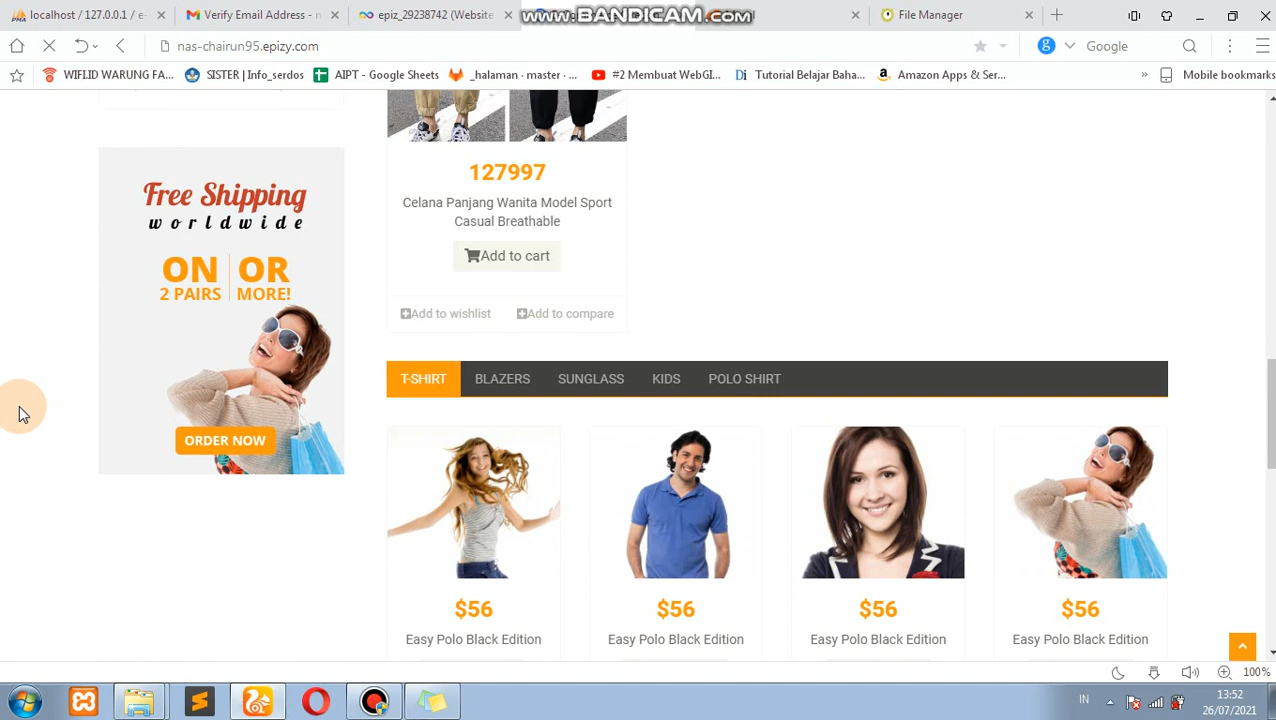 localhost / 127.0.0.1 / e-
Verify Email Address - n
epiz_29238742 (Website
www.BANDICAM.com
File Manager
nas-chairun95.epizy.com
Google
WIFI.ID WARUNG FA...
SISTER | Info_serdos
AIPT - Google Sheets
_halaman · master · ...
#2 Membuat WebGI...
Tutorial Belajar Baha...
Amazon Apps & Ser...
Mobile bookmarks
Free Shipping
worldwide
ON OR
2 PAIRS MORE!
ORDER NOW
127997
Celana Panjang Wanita Model Sport
Casual Breathable
Add to cart
Add to wishlist Add to compare
T-SHIRT BLAZERS SUNGLASS KIDS POLO SHIRT
$56 $56 $56 $56
Easy Polo Black Edition Easy Polo Black Edition Easy Polo Black Edition Easy Polo Black Edition
100%
IN
13:52
26/07/2021